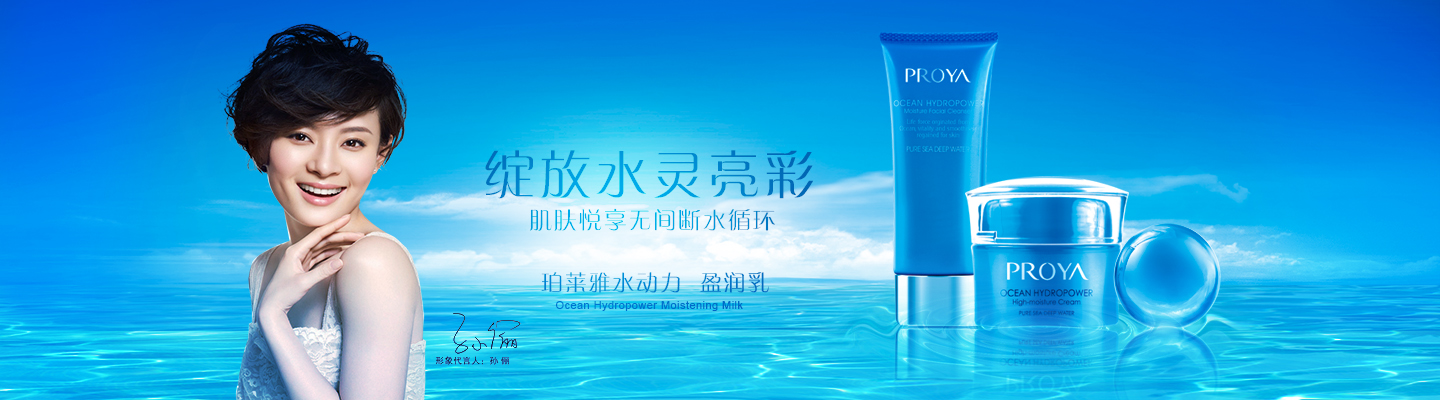 绽放水灵亮彩
肌肤悦享无间断水循环
珀莱雅水动力 盈润乳
Ocean Hydropower Moistening Milk
孙俪
形象代言人：孙 俪
PROYA
OCEAN HYDROPOWER
Moisture Facial Cleanser
PURE SEA DEEP WATER
PROYA
OCEAN HYDROPOWER
High-moisture Cream
PURE SEA DEEP WATER